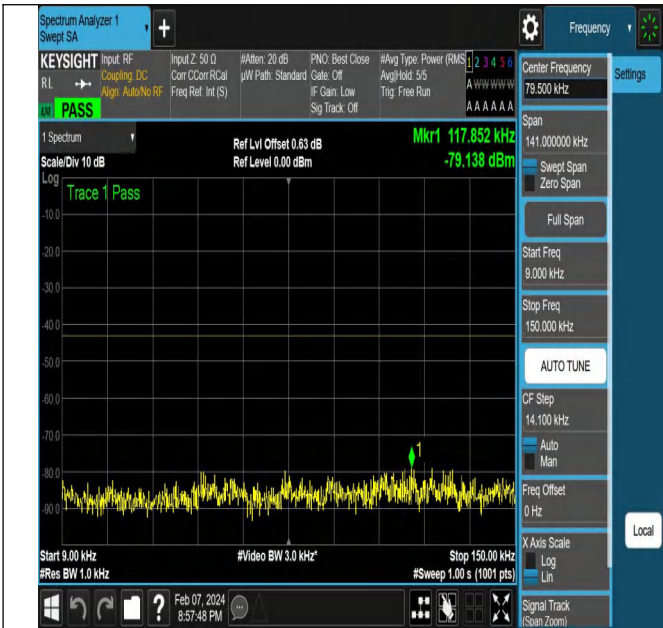 Spectrum Analyzer 1
Swept SA
+
Frequency
KEYSIGHT
RL
PASS
Input: RF
Coupling: DC
Align: Auto/No RF
Input Z: 50 Ω
Corr CCorr RCal
Freq Ref: Int (S)
#Atten: 20 dB
µW Path: Standard
PNO: Best Close
Gate: Off
IF Gain: Low
Sig Track: Off
#Avg Type: Power (RMS
Avg|Hold: 5/5
Trig: Free Run
1 2 3 4 5 6
A W W W W W
A A A A A A
Center Frequency
79.500 kHz
Settings
Span
141.000000 kHz
Swept Span
Zero Span
Full Span
Start Freq
9.000 kHz
Stop Freq
150.000 kHz
AUTO TUNE
CF Step
14.100 kHz
Auto
Man
Freq Offset
0 Hz
X Axis Scale
Log
Lin
Signal Track
(Span Zoom)
Local
1 Spectrum
Scale/Div 10 dB
Log
Ref Lvl Offset 0.63 dB
Ref Level 0.00 dBm
Mkr1 117.852 kHz
-79.138 dBm
Trace 1 Pass
-10.0
-20.0
-30.0
-40.0
-50.0
-60.0
-70.0
-80.0
-90.0
1
Start 9.00 kHz
#Video BW 3.0 kHz*
Stop 150.00 kHz
#Res BW 1.0 kHz
#Sweep 1.00 s (1001 pts)
?
Feb 07, 2024
8:57:48 PM